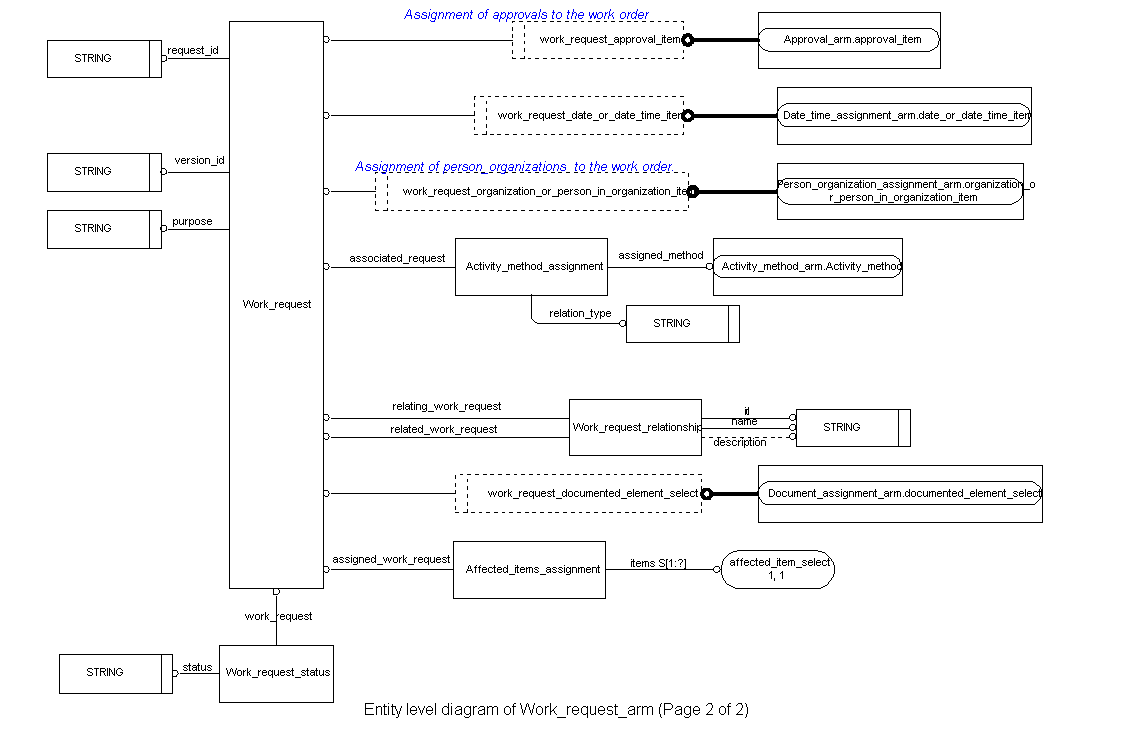 Assignment of approvals to the work order
STRING
request_id
work_request_approval_item
Approval_arm.approval_item
work_request_date_or_date_time_item
Date_time_assignment_arm.date_or_date_time_item
STRING
version_id
Assignment of person_organizations to the work order.
work_request_organization_or_person_in_organization_ite
Person_organization_assignment_arm.organization_o
r_person_in_organization_item
STRING
purpose
associated_request
Activity_method_assignment
assigned_method
Activity_method_arm.Activity_method
Work_request
relation_type
STRING
relating_work_request
related_work_request
Work_request_relationship
id
name
description
STRING
work_request_documented_element_select
Document_assignment_arm.documented_element_select
assigned_work_request
Affected_items_assignment
items S[1:?]
affected_item_select
1, 1
work_request
STRING
status
Work_request_status
Entity level diagram of Work_request_arm (Page 2 of 2)